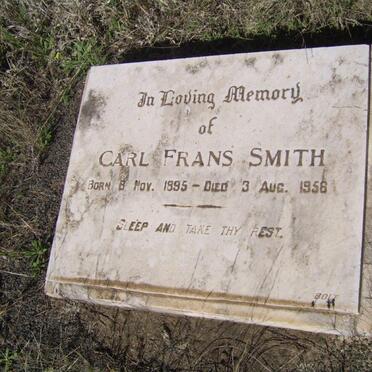 In Loving Memory
of
CARL FRANS SMITH
BORN 8 NOV. 1895 - DIED 3 AUG. 1956
SLEEP AND TAKE THY REST.